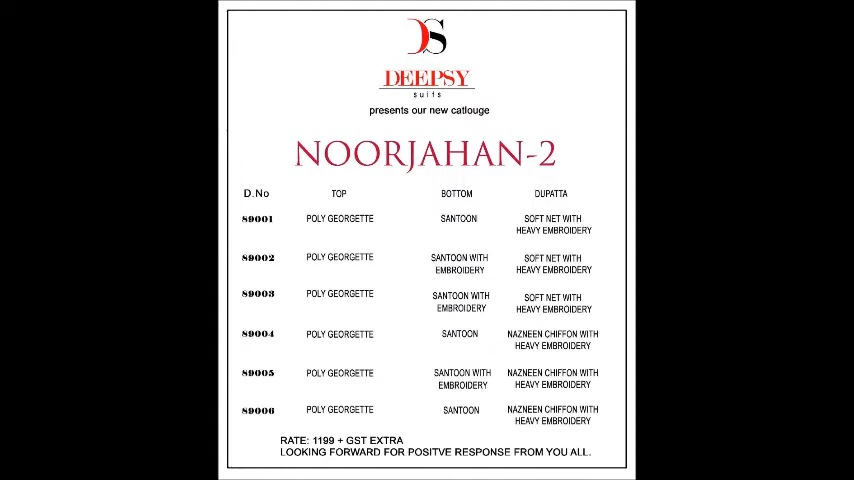 DS
DEEPSY
suits
presents our new catlouge
NOORJAHAN-2
D.No TOP BOTTOM DUPATTA
89001 POLY GEORGETTE SANTOON SOFT NET WITH
HEAVY EMBROIDERY
89002 POLY GEORGETTE SANTOON WITH SOFT NET WITH
EMBROIDERY HEAVY EMBROIDERY
89003 POLY GEORGETTE SANTOON WITH SOFT NET WITH
EMBROIDERY HEAVY EMBROIDERY
89004 POLY GEORGETTE SANTOON NAZNEEN CHIFFON WITH
HEAVY EMBROIDERY
89005 POLY GEORGETTE SANTOON WITH NAZNEEN CHIFFON WITH
EMBROIDERY HEAVY EMBROIDERY
89006 POLY GEORGETTE SANTOON NAZNEEN CHIFFON WITH
HEAVY EMBROIDERY
RATE: 1199 + GST EXTRA
LOOKING FORWARD FOR POSITVE RESPONSE FROM YOU ALL.